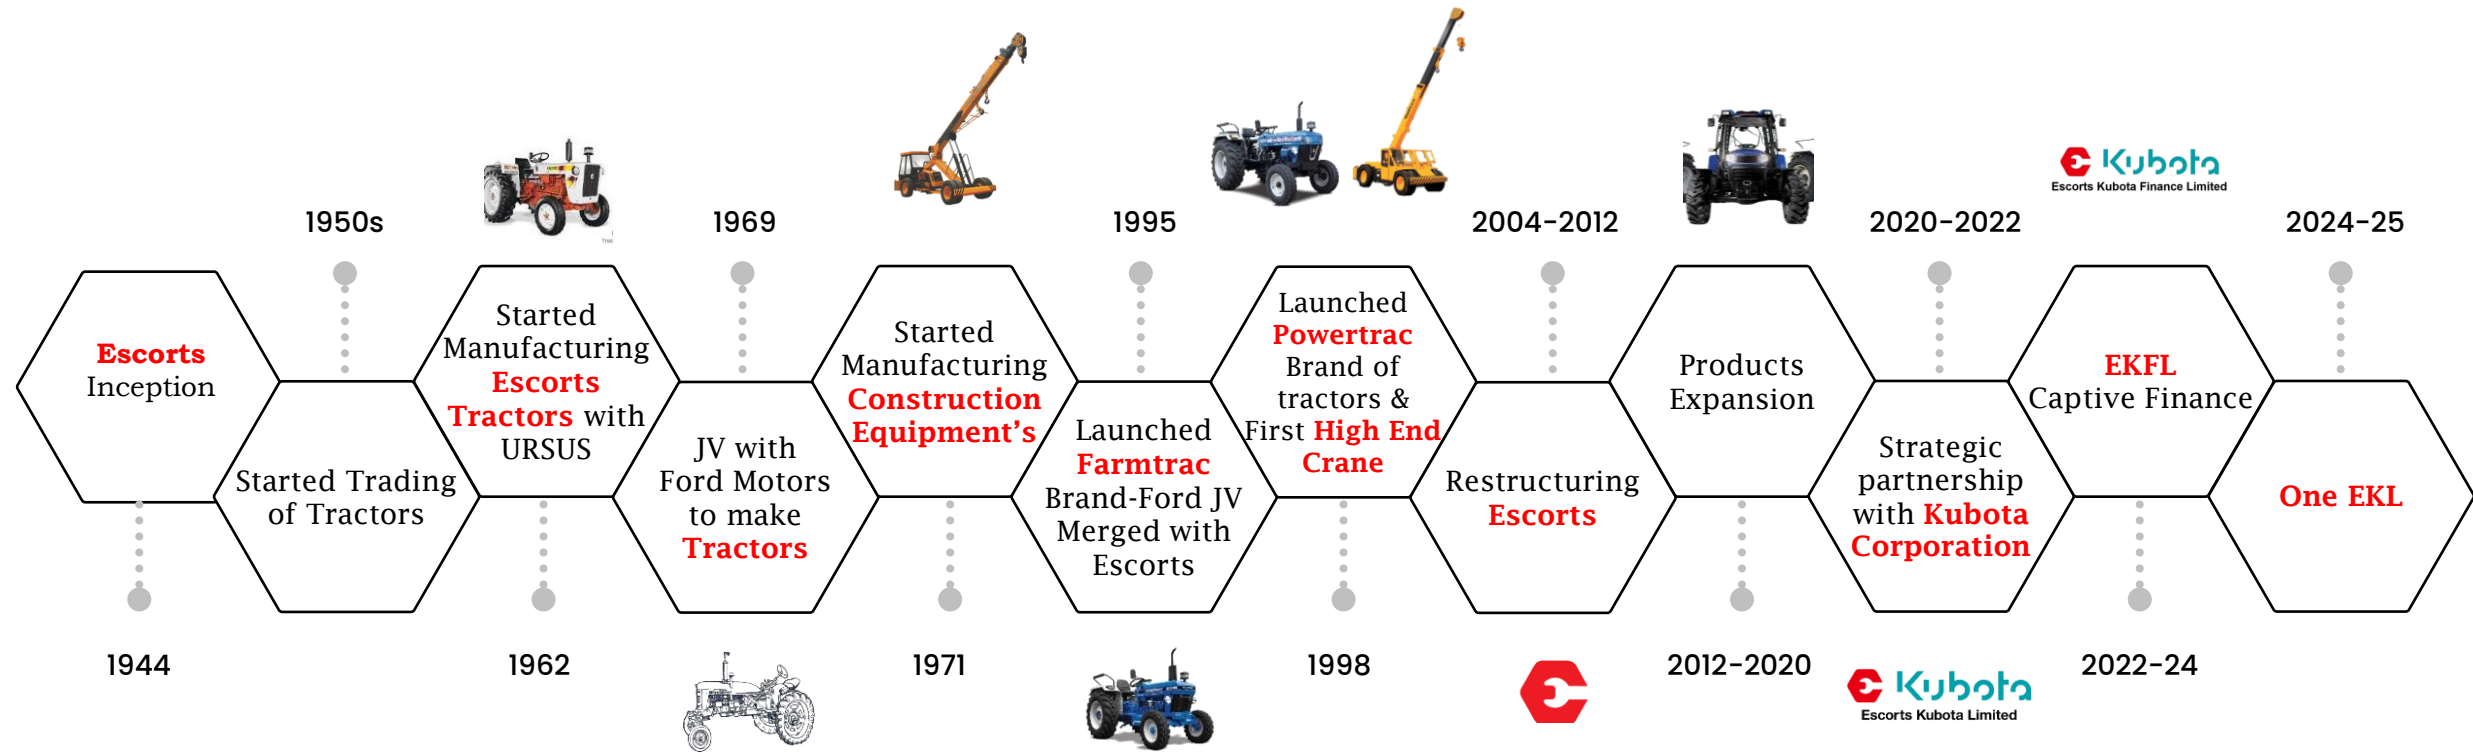 1944
Escorts
Inception
1950s
Started Trading
of Tractors
1962
Started
Manufacturing
Escorts
Tractors with
URSUS
1969
JV with
Ford Motors
to make
Tractors
1971
Started
Manufacturing
Construction
Equipment’s
1995
Launched
Farmtrac
Brand-Ford JV
Merged with
Escorts
1998
Launched
Powertrac
Brand of
tractors &
First High End
Crane
2004-2012
Restructuring
Escorts
2012-2020
Products
Expansion
2020-2022
Strategic
partnership
with Kubota
Corporation
Kubota
Escorts Kubota Limited
2022-24
EKFL
Captive Finance
Kubota
Escorts Kubota Finance Limited
2024-25
One EKL